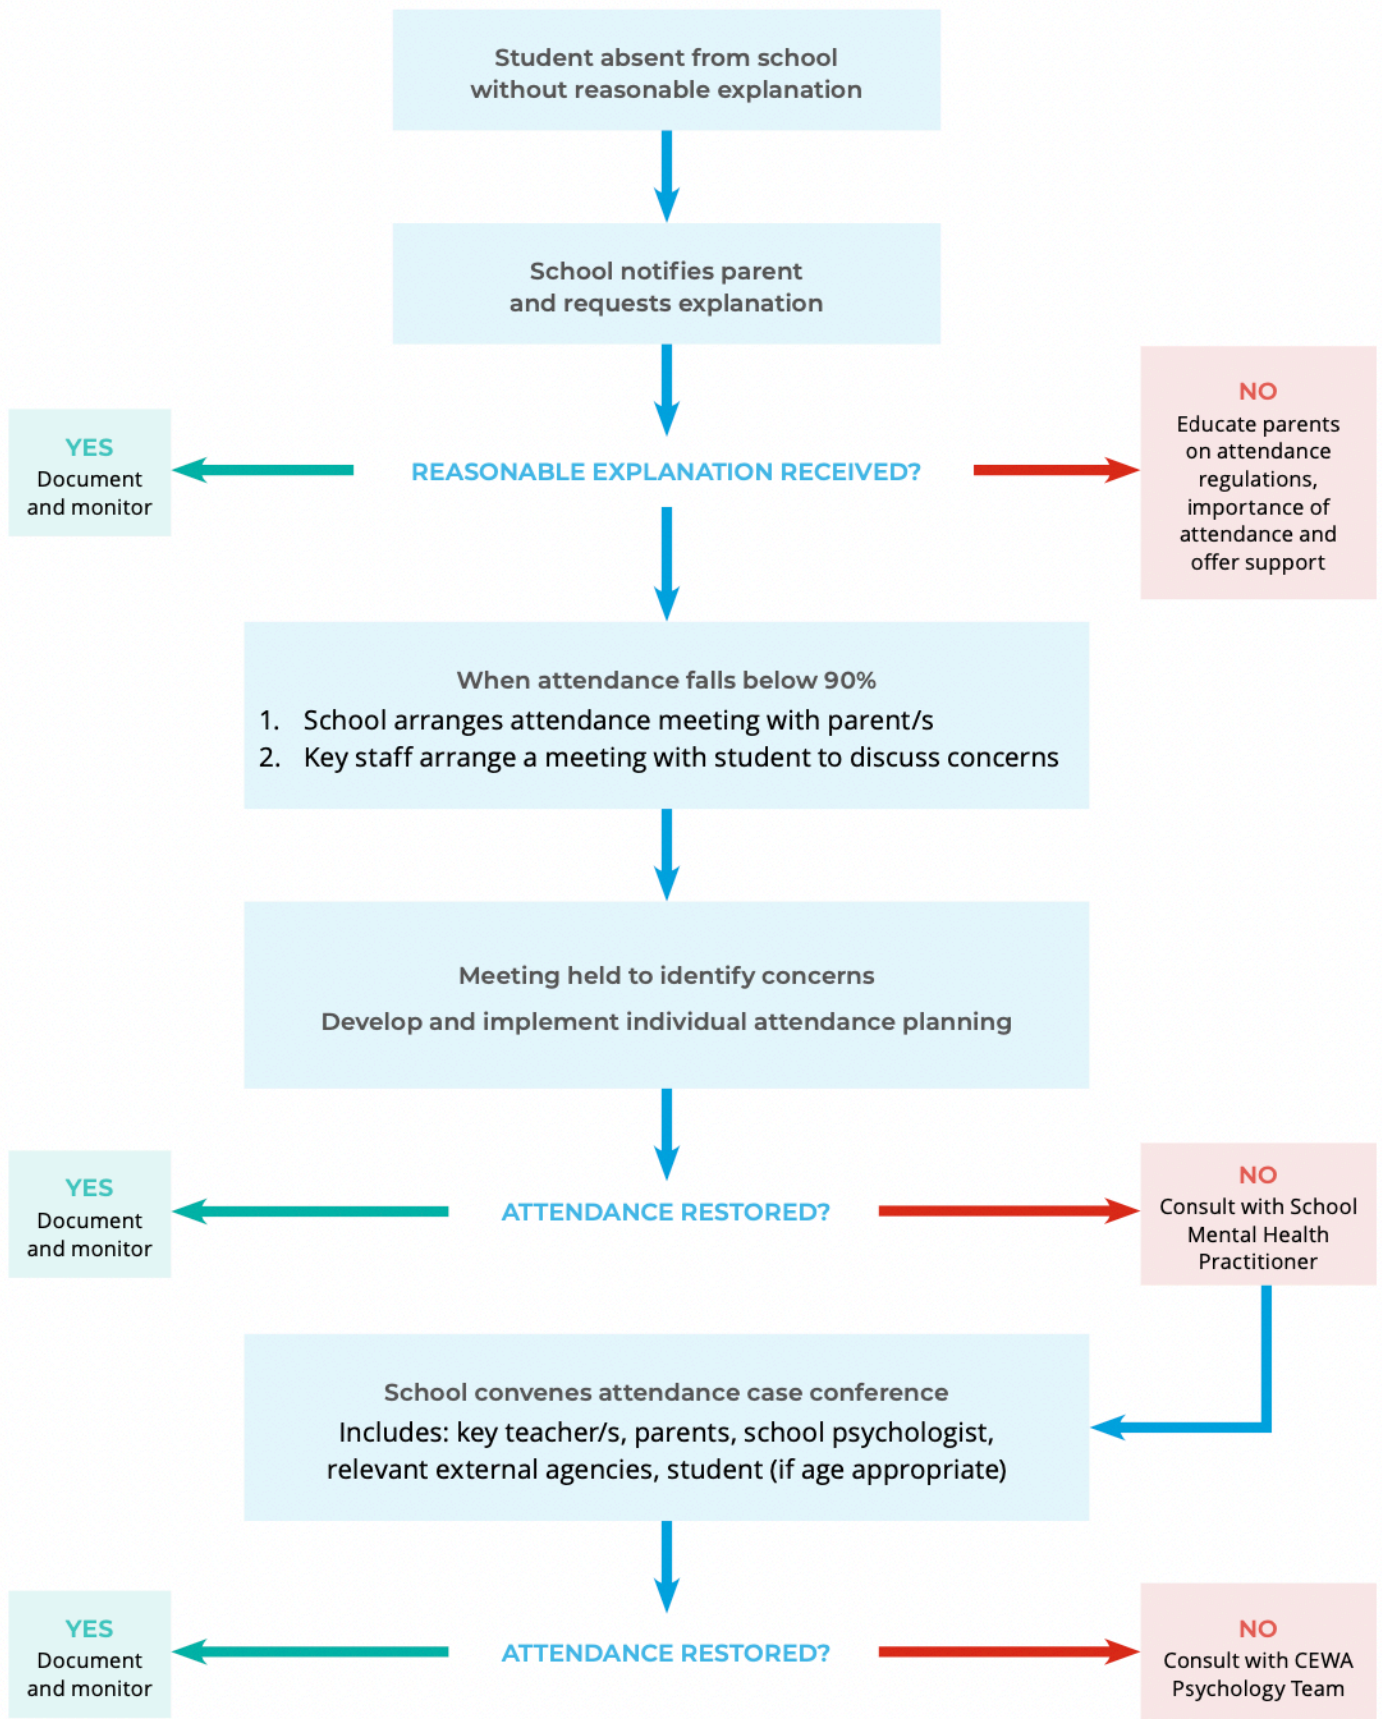 Student absent from school
without reasonable explanation
School notifies parent
and requests explanation
REASONABLE EXPLANATION RECEIVED?
YES
Document
and monitor
NO
Educate parents
on attendance
regulations,
importance of
attendance and
offer support
When attendance falls below 90%
1. School arranges attendance meeting with parent/s
2. Key staff arrange a meeting with student to discuss concerns
Meeting held to identify concerns
Develop and implement individual attendance planning
ATTENDANCE RESTORED?
YES
Document
and monitor
NO
Consult with School
Mental Health
Practitioner
School convenes attendance case conference
Includes: key teacher/s, parents, school psychologist,
relevant external agencies, student (if age appropriate)
ATTENDANCE RESTORED?
YES
Document
and monitor
NO
Consult with CEWA
Psychology Team